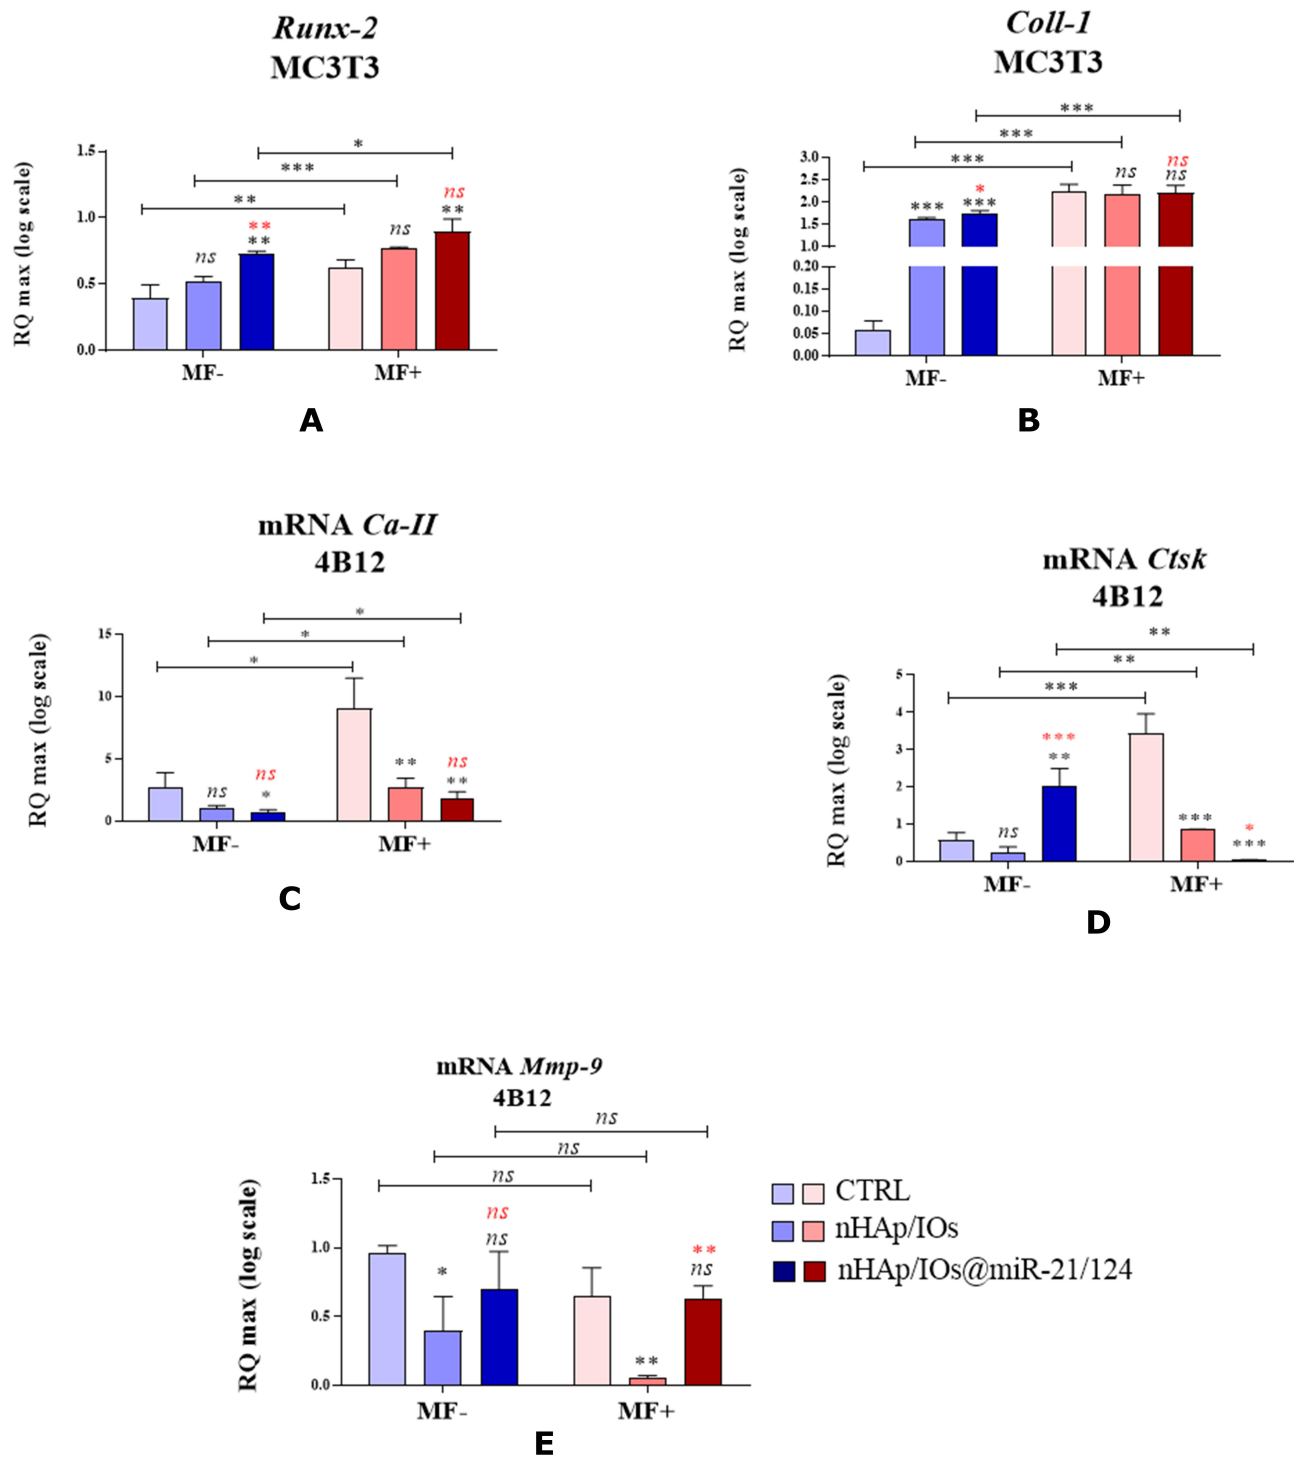 Runx-2
MC3T3
RQ max (log scale)
1.5
1.0
0.5
0.0
*
***
**
ns
**
**
ns
ns
**
MF-
MF+
A
Coll-1
MC3T3
RQ max (log scale)
3.0
2.5
2.0
1.5
1.0
0.20
0.15
0.10
0.05
0.00
***
***
***
***
*
***
ns
ns
ns
MF-
MF+
B
mRNA Ca-II
4B12
RQ max (log scale)
15
10
5
0
*
*
*
ns
ns
*
**
ns
**
MF-
MF+
C
mRNA Ctsk
4B12
RQ max (log scale)
5
4
3
2
1
0
**
**
***
ns
***
**
***
*
***
MF-
MF+
D
mRNA Mmp-9
4B12
RQ max (log scale)
1.5
1.0
0.5
0.0
ns
ns
ns
*
ns
ns
**
**
ns
MF-
MF+
E
CTRL
nHAp/IOs
nHAp/IOs@miR-21/124